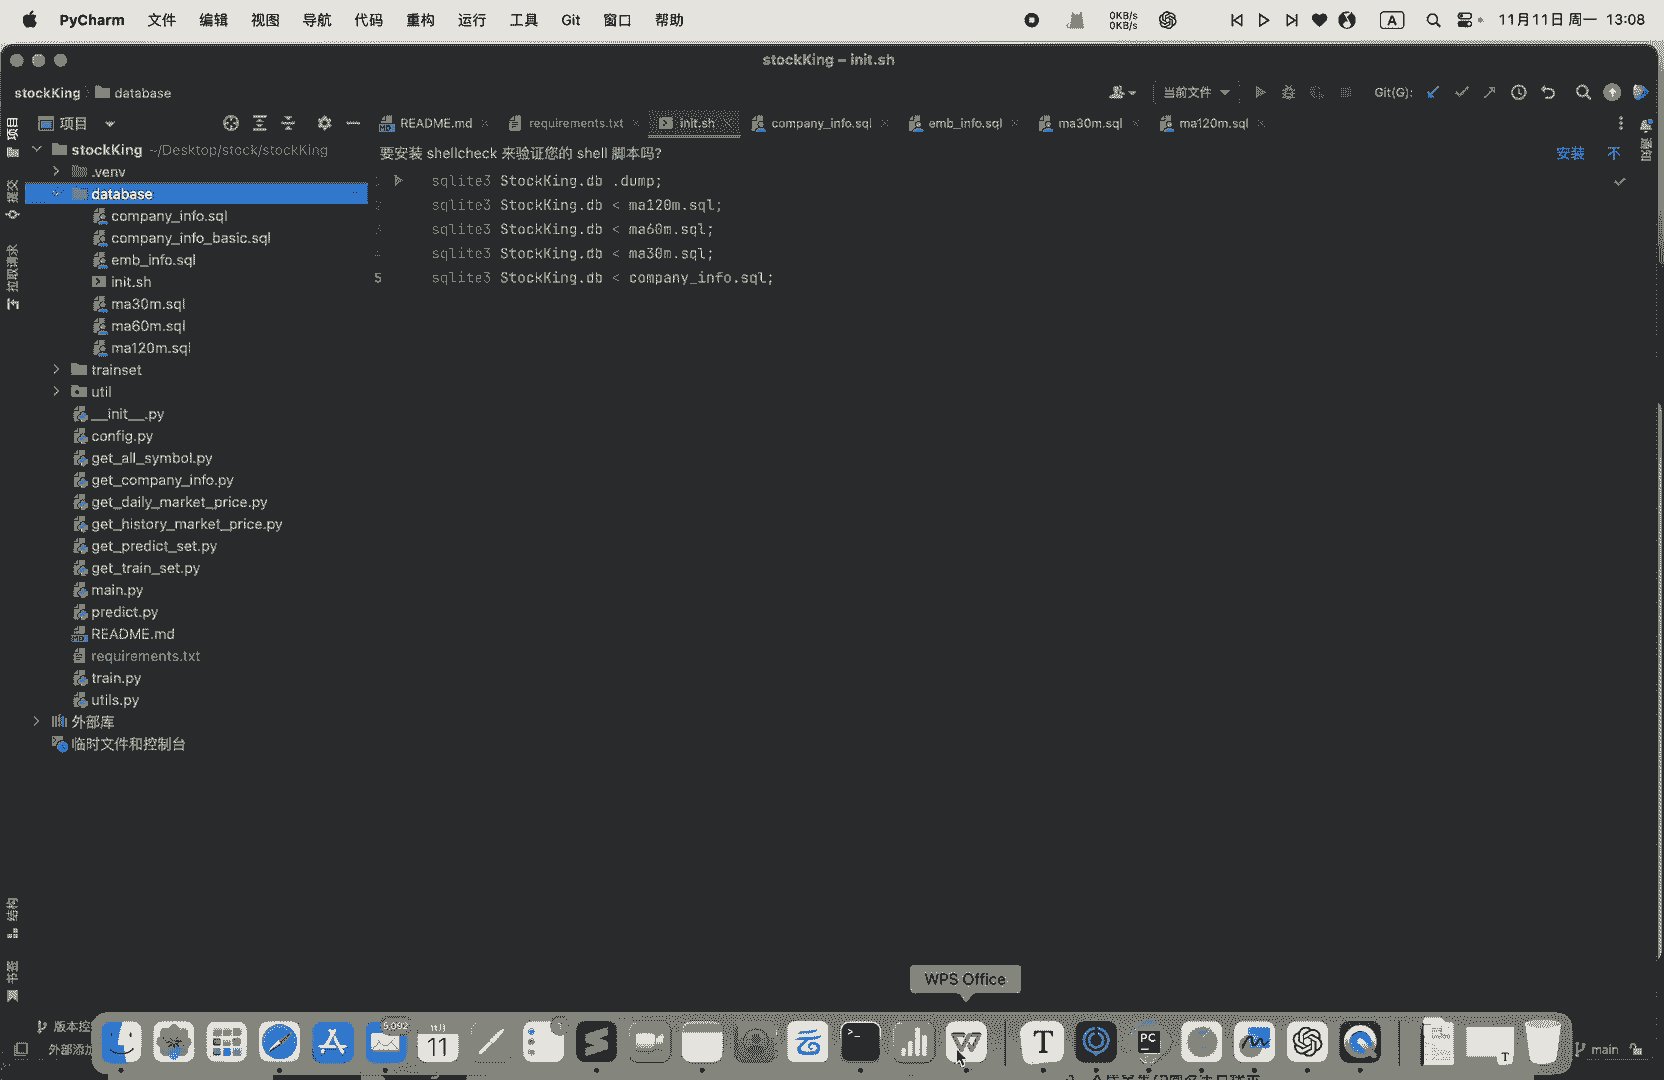 PyCharm 文件 编辑 视图 导航 代码 重构 运行 工具 Git 窗口 帮助
0KB/s
0KB/s
A
11月11日 周一 13:08
stockKing – init.sh
stockKing database
当前文件
Git(G):
项目
README.md
requirements.txt
init.sh
company_info.sql
emb_info.sql
ma30m.sql
ma120m.sql
项目
提交
拉取请求
结构
书签
通知
stockKing ~/Desktop/stock/stockKing
.venv
database
company_info.sql
company_info_basic.sql
emb_info.sql
init.sh
ma30m.sql
ma60m.sql
ma120m.sql
trainset
util
__init__.py
config.py
get_all_symbol.py
get_company_info.py
get_daily_market_price.py
get_history_market_price.py
get_predict_set.py
get_train_set.py
main.py
predict.py
README.md
requirements.txt
train.py
utils.py
外部库
临时文件和控制台
要安装 shellcheck 来验证您的 shell 脚本吗?
安装 不
sqlite3 StockKing.db .dump;
sqlite3 StockKing.db < ma120m.sql;
sqlite3 StockKing.db < ma60m.sql;
sqlite3 StockKing.db < ma30m.sql;
5 sqlite3 StockKing.db < company_info.sql;
WPS Office
版本控
外部添加
5,092
11月
11
T
PC
T
main